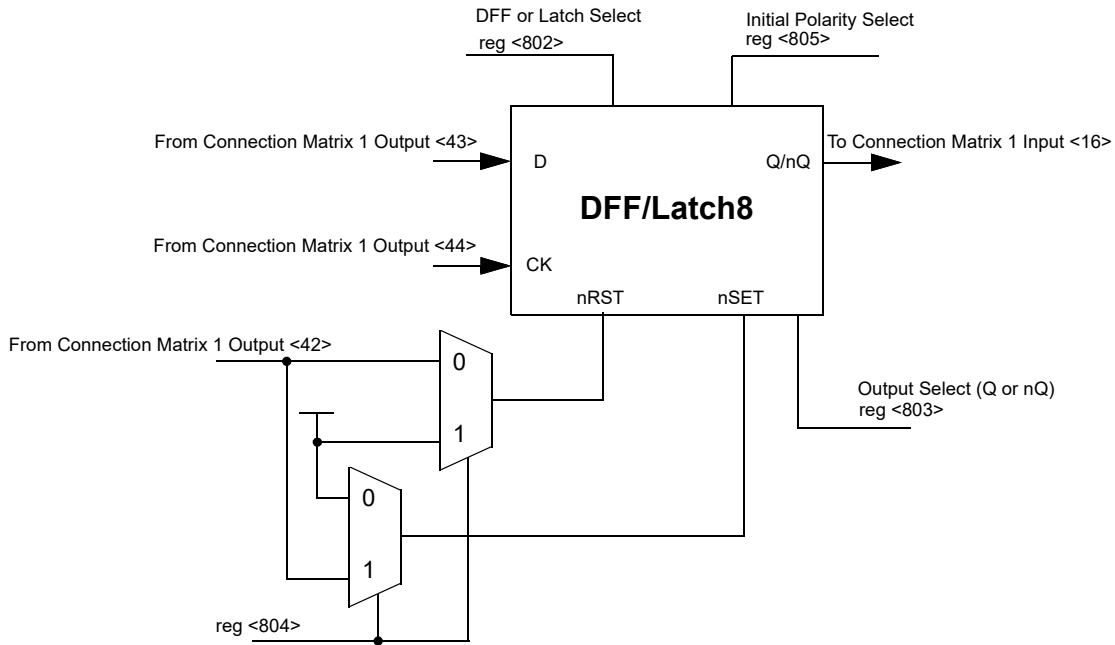 DFF or Latch Select
reg <802>
Initial Polarity Select
reg <805>
From Connection Matrix 1 Output <43>
D
Q/nQ
To Connection Matrix 1 Input <16>
DFF/Latch8
From Connection Matrix 1 Output <44>
CK
nRST
nSET
From Connection Matrix 1 Output <42>
0
1
Output Select (Q or nQ)
reg <803>
0
1
reg <804>